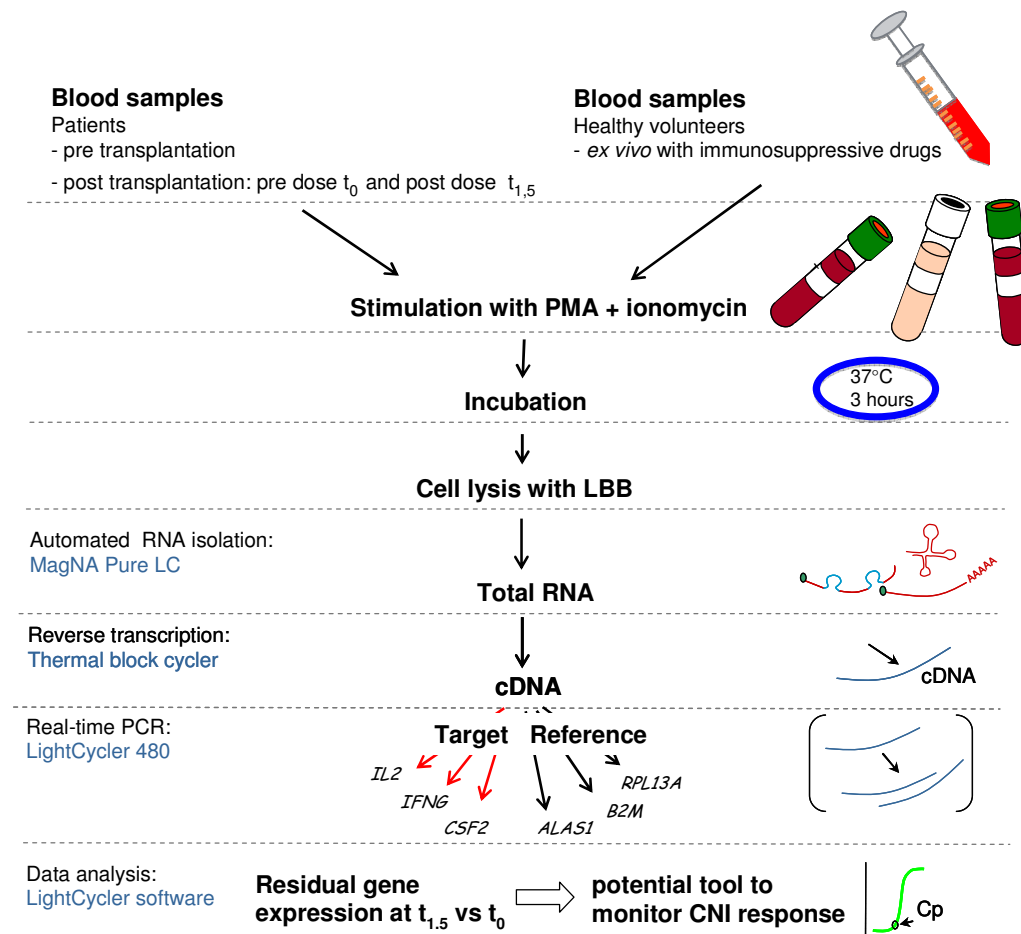 Blood samples
Patients
- pre transplantation
- post transplantation: pre dose t0 and post dose t1,5
Blood samples
Healthy volunteers
- ex vivo with immunosuppressive drugs
Stimulation with PMA + ionomycin
37°C
3 hours
Incubation
Cell lysis with LBB
Automated RNA isolation:
MagNA Pure LC
AAAAA
Total RNA
Reverse transcription:
Thermal block cycler
cDNA
cDNA
Real-time PCR:
LightCycler 480
Target Reference
IL2
IFNG
CSF2
ALAS1
B2M
RPL13A
Data analysis:
LightCycler software
Residual gene
expression at t1.5 vs t0
potential tool to
monitor CNI response
Cp